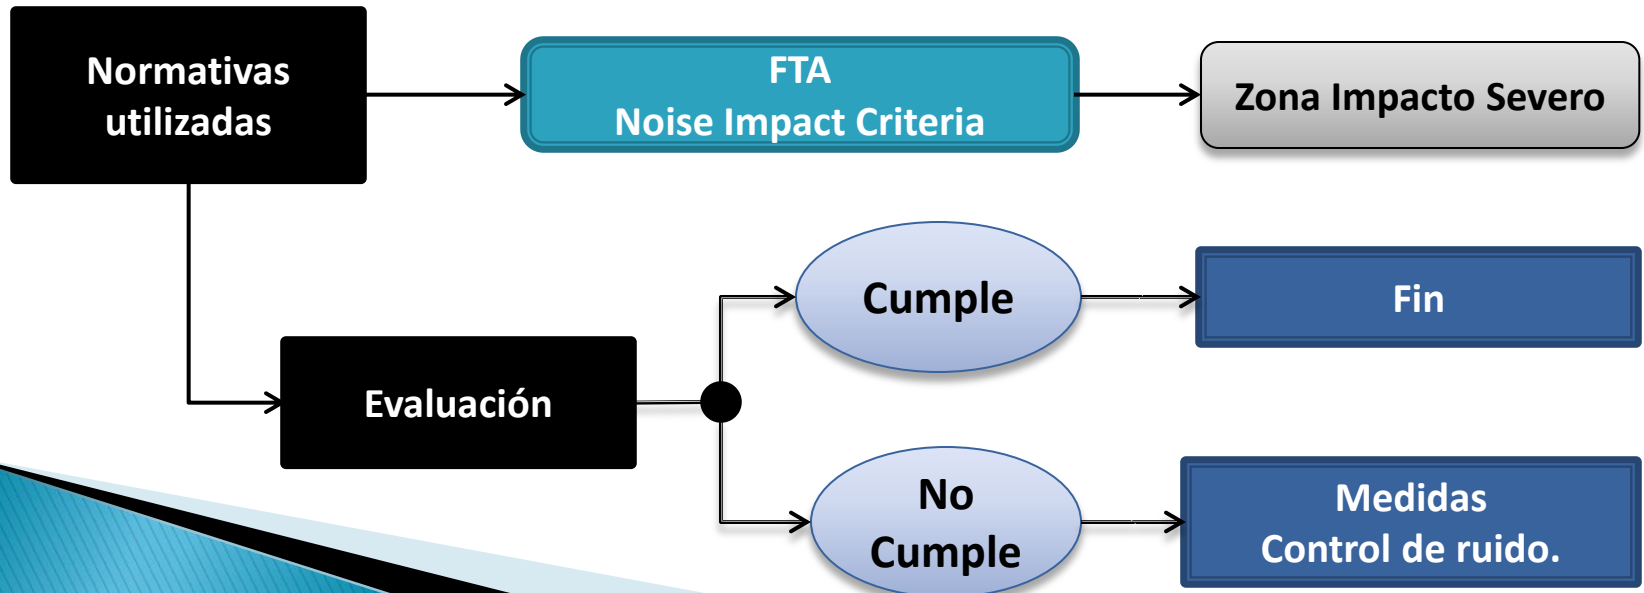 Normativas
utilizadas
FTA
Noise Impact Criteria
Zona Impacto Severo
Cumple
Fin
Evaluación
No
Cumple
Medidas
Control de ruido.